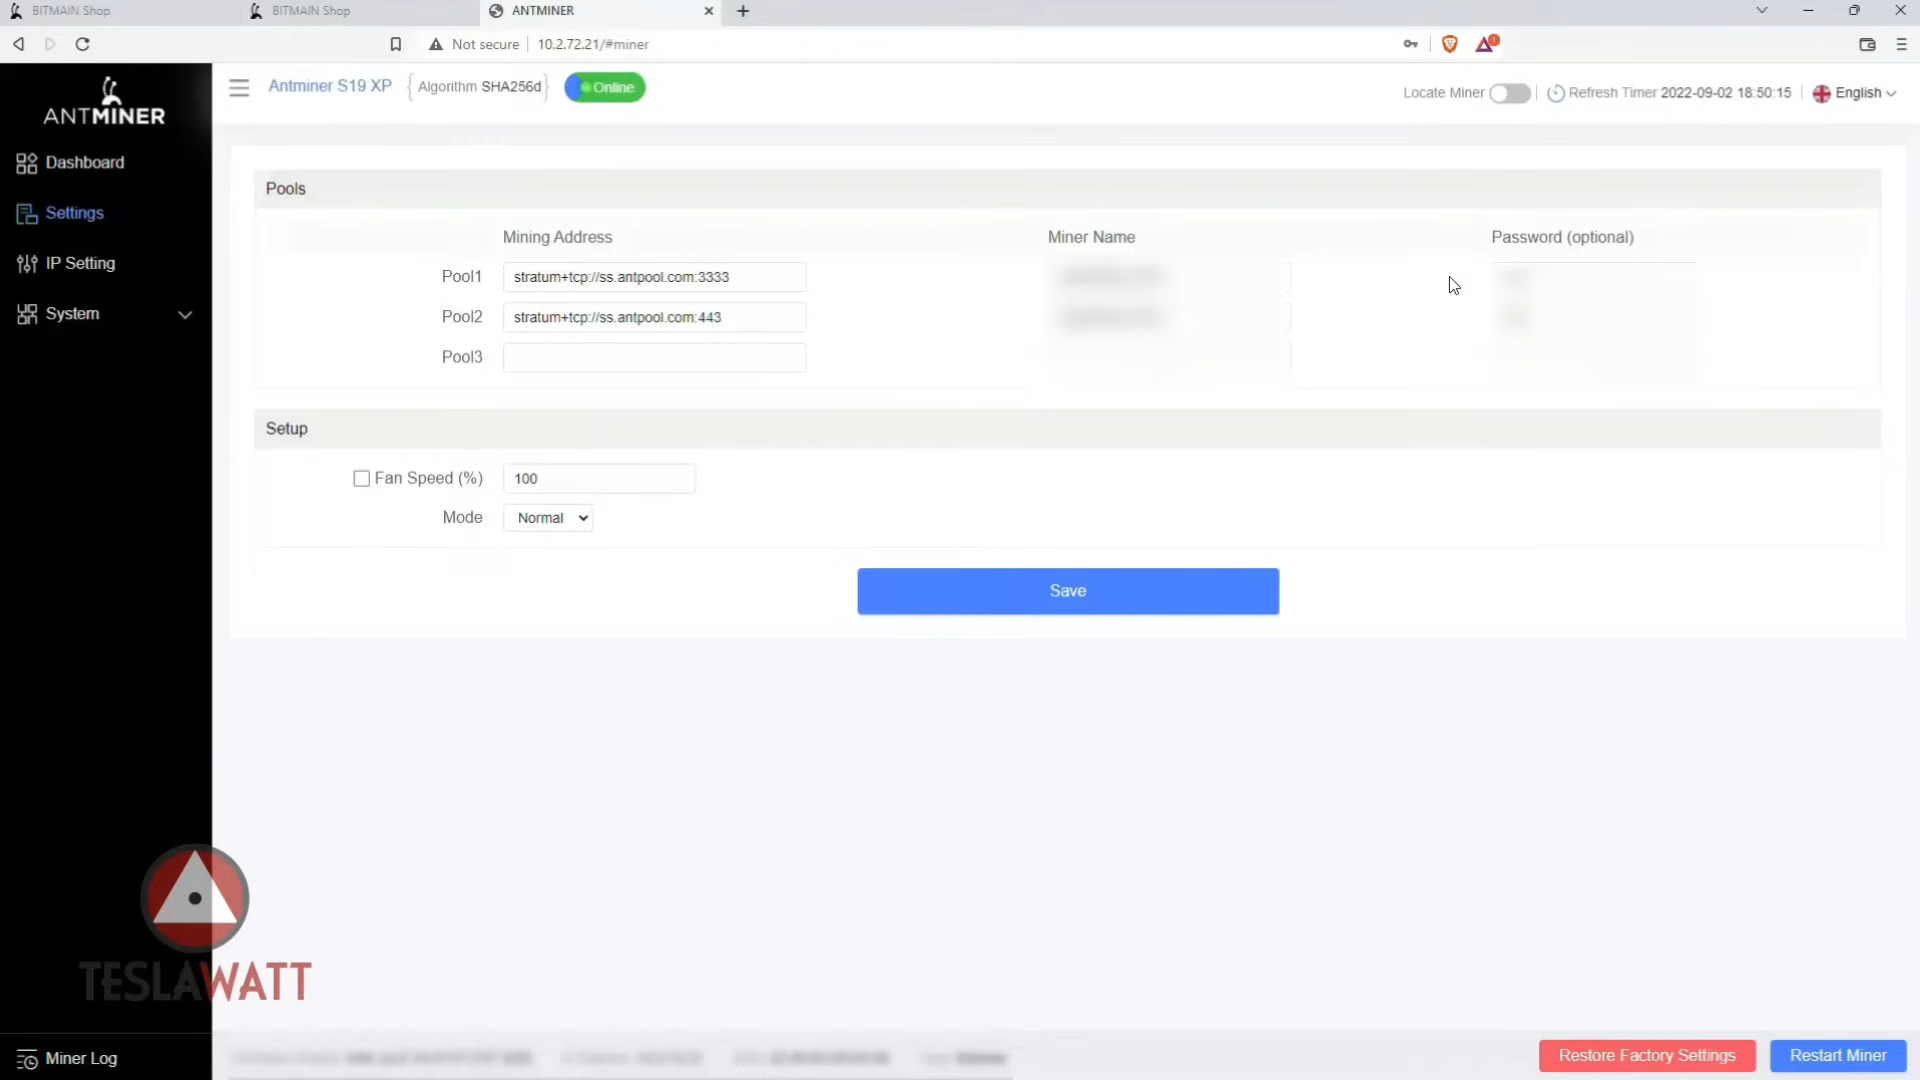 BITMAIN Shop
BITMAIN Shop
ANTMINER
Not secure
10.2.72.21/#miner
1
ANTMINER
Antminer S19 XP
Algorithm SHA256d
Online
Locate Miner
Refresh Timer 2022-09-02 18:50:15
English
Dashboard
Settings
IP Setting
System
Pools
Mining Address
Miner Name
Password (optional)
Pool1
stratum+tcp://ss.antpool.com:3333
Pool2
stratum+tcp://ss.antpool.com:443
Pool3
Setup
Fan Speed (%)
100
Mode
Normal
Save
TESLAWATT
Miner Log
Restore Factory Settings
Restart Miner